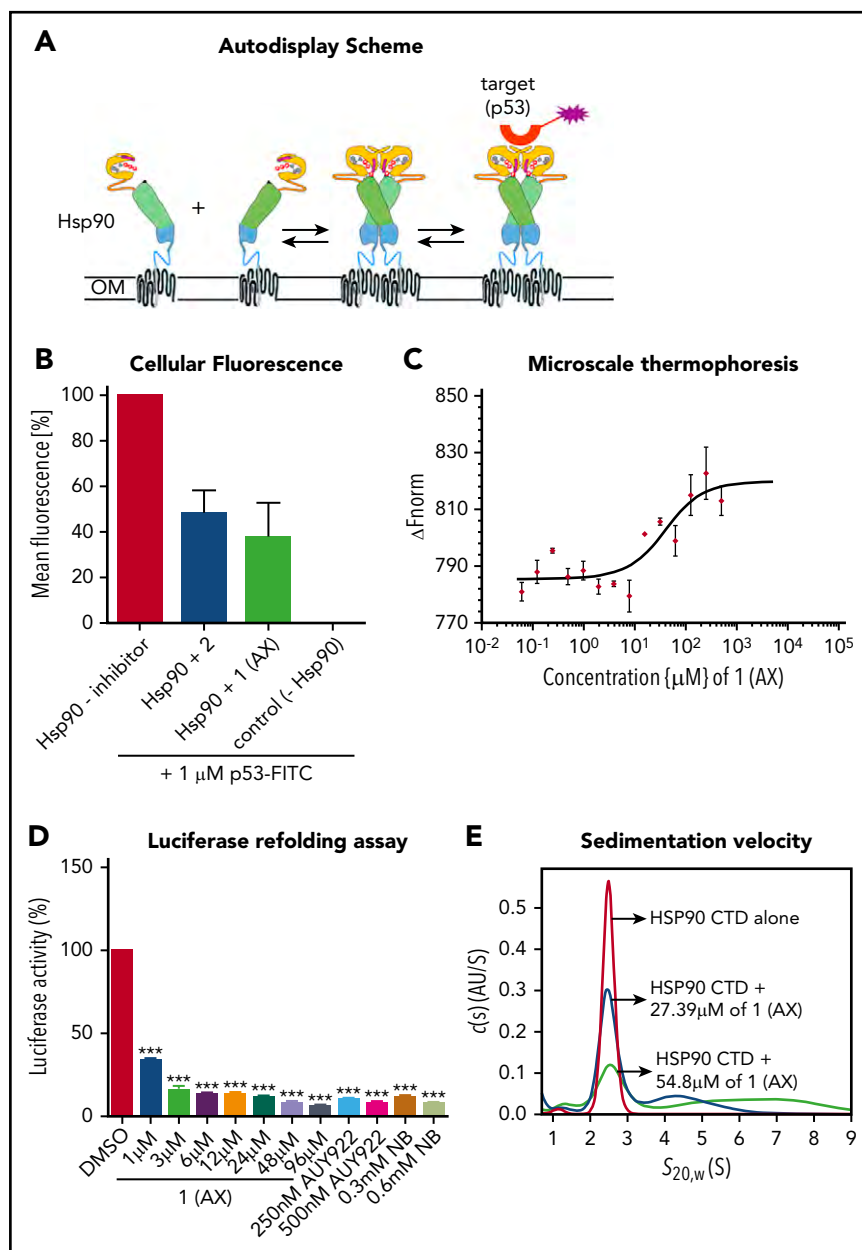 A
Autodisplay Scheme
target
(p53)
Hsp90
+
OM
B
Cellular Fluorescence
Mean fluorescence [%]
100
80
60
40
20
0
Hsp90 - inhibitor
Hsp90 + 2
Hsp90 + 1 (AX)
control (- Hsp90)
+ 1 μM p53-FITC
C
Microscale thermophoresis
ΔFnorm
850
830
810
790
770
10-2
10-1
100
101
102
103
104
105
Concentration {μM} of 1 (AX)
D
Luciferase refolding assay
Luciferase activity (%)
150
100
50
0
*** *** *** *** *** *** *** *** *** *** ***
DMSO
1μM
3μM
6μM
12μM
24μM
48μM
96μM
250nM AUY922
500nM AUY922
0.3mM NB
0.6mM NB
1 (AX)
E
Sedimentation velocity
c(s) (AU/S)
0.5
0.4
0.3
0.2
0.1
0.0
HSP90 CTD alone
HSP90 CTD +
27.39μM of 1 (AX)
HSP90 CTD +
54.8μM of 1 (AX)
1 2 3 4 5 6 7 8 9
S20,w (S)